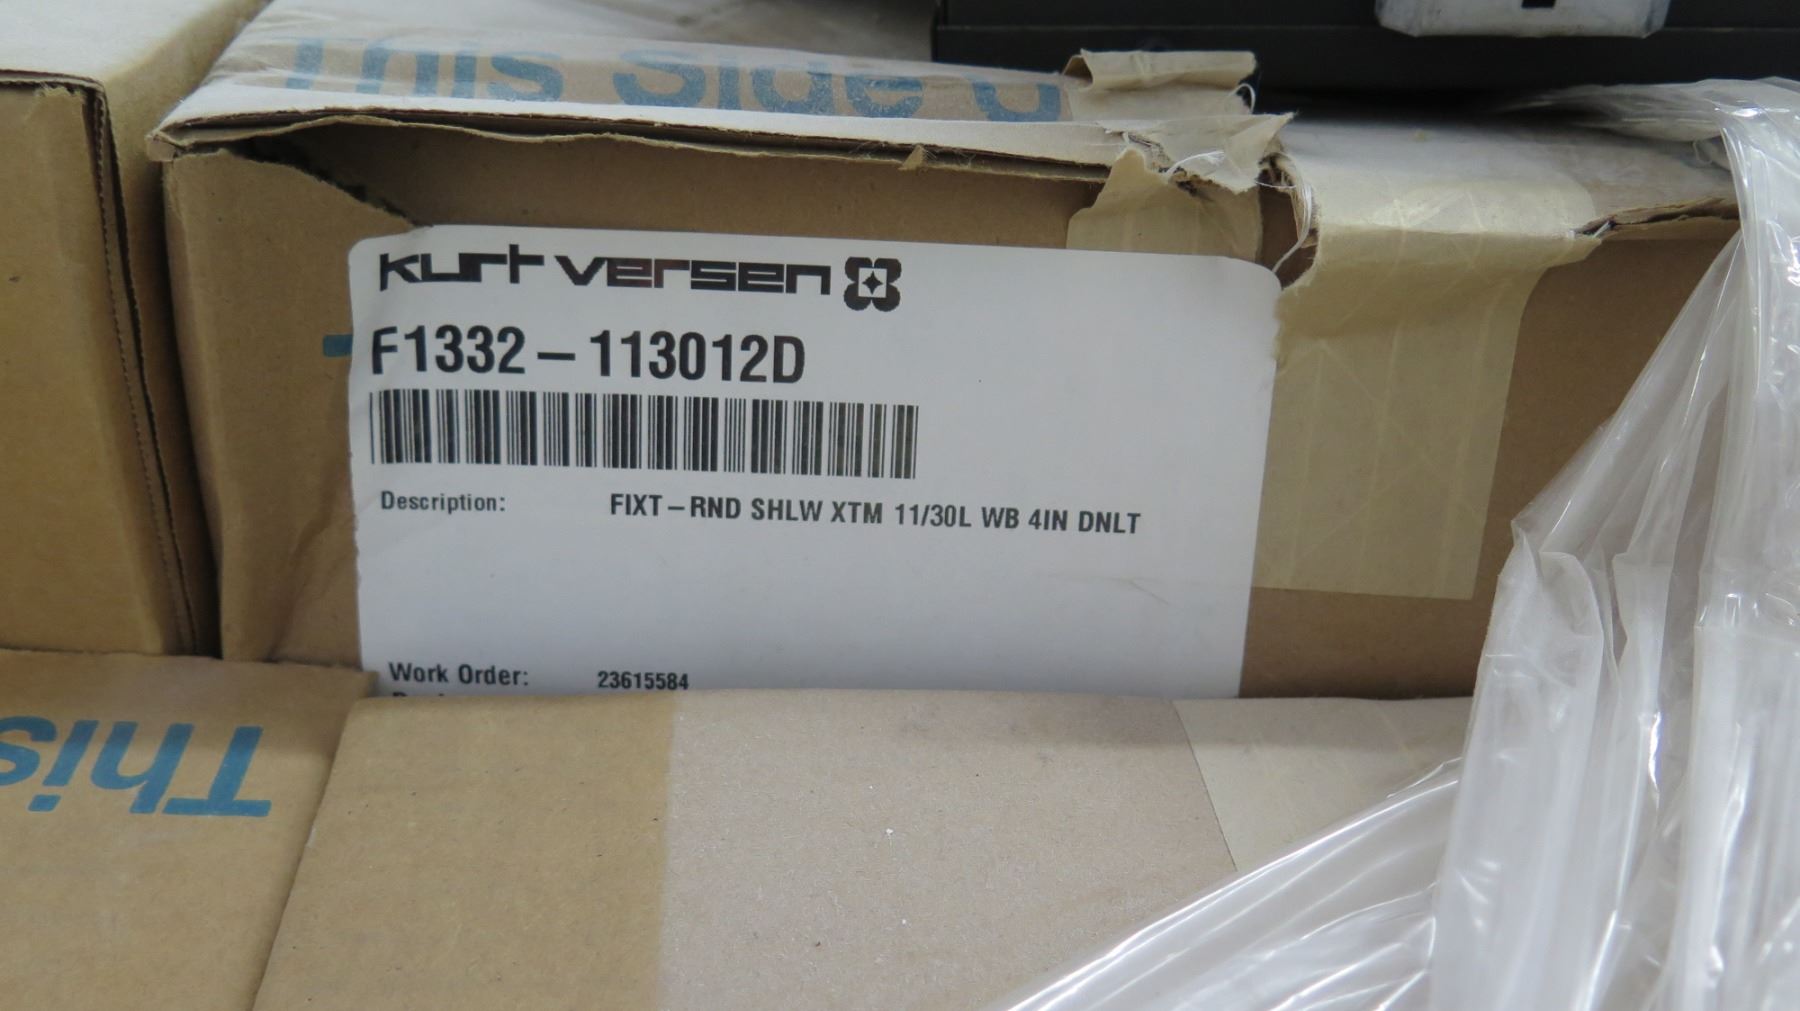 This Side U
kurt versen
F1332-113012D
Description: FIXT-RND SHLW XTM 11/30L WB 4IN DNLT
Work Order: 23615584
This